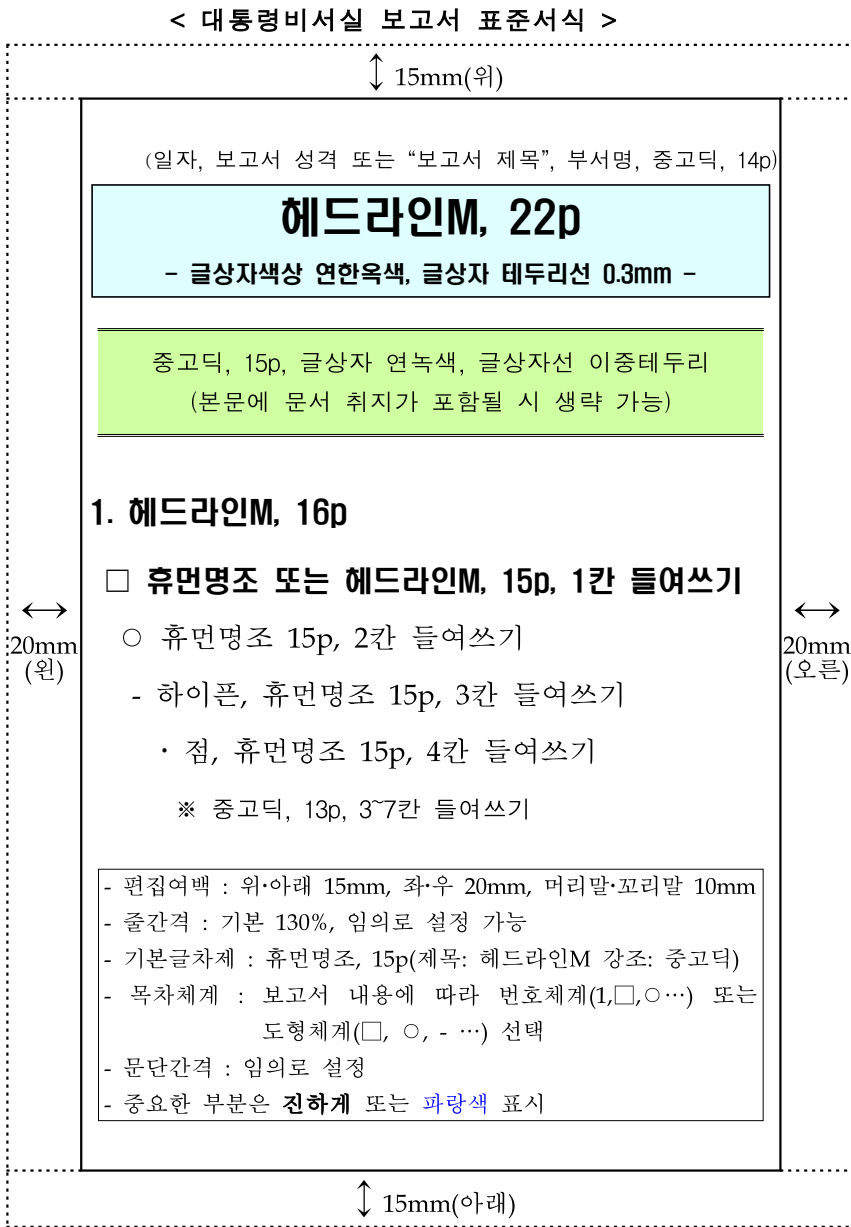 < 대통령비서실 보고서 표준서식 >
↕ 15mm(위)
(일자, 보고서 성격 또는 “보고서 제목”, 부서명, 중고딕, 14p)
헤드라인M, 22p
- 글상자색상 연한옥색, 글상자 테두리선 0.3mm -
중고딕, 15p, 글상자 연녹색, 글상자선 이중테두리
(본문에 문서 취지가 포함될 시 생략 가능)
1. 헤드라인M, 16p
□ 휴먼명조 또는 헤드라인M, 15p, 1칸 들여쓰기
↔
20mm
(왼)
↔
20mm
(오른)
○ 휴먼명조 15p, 2칸 들여쓰기
- 하이픈, 휴먼명조 15p, 3칸 들여쓰기
· 점, 휴먼명조 15p, 4칸 들여쓰기
※ 중고딕, 13p, 3~7칸 들여쓰기
- 편집여백 : 위·아래 15mm, 좌·우 20mm, 머리말·꼬리말 10mm
- 줄간격 : 기본 130%, 임의로 설정 가능
- 기본글차제 : 휴먼명조, 15p(제목: 헤드라인M 강조: 중고딕)
- 목차체계 : 보고서 내용에 따라 번호체계(1,□,○…) 또는
도형체계(□, ○, - …) 선택
- 문단간격 : 임의로 설정
- 중요한 부분은 진하게 또는 파랑색 표시
↕ 15mm(아래)